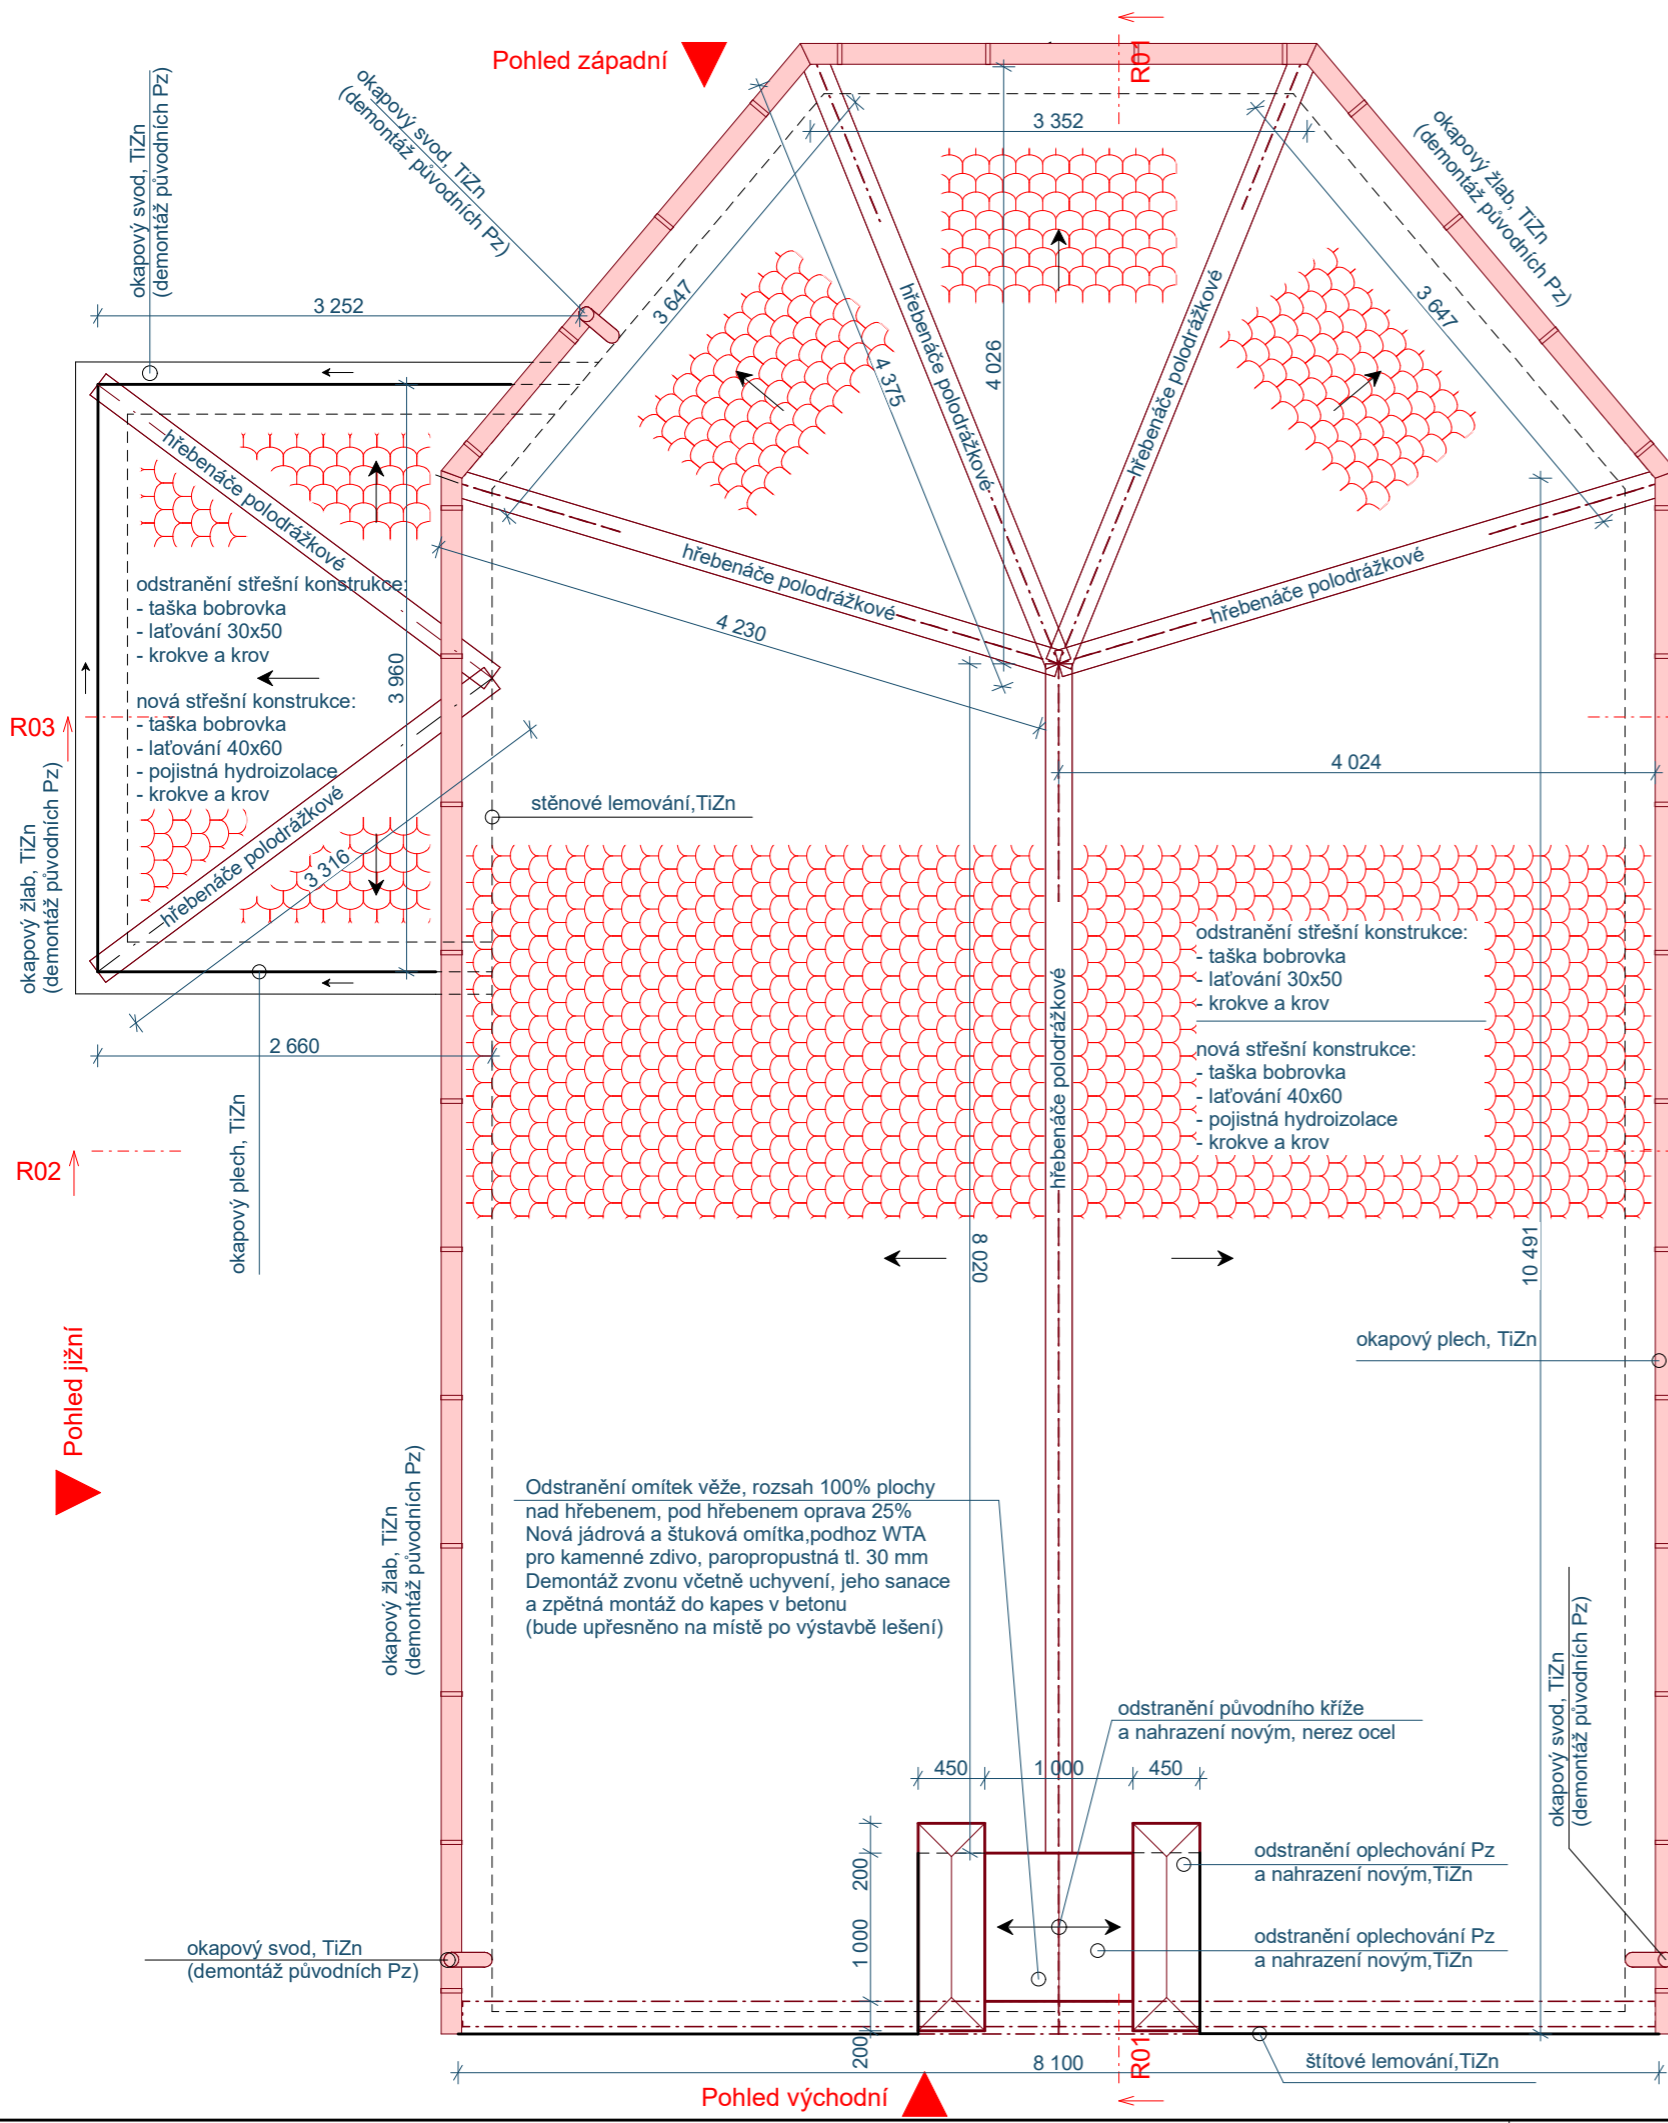 Pohled západní
R01
okapový svod, TiZn
(demontáž původních Pz)
okapový svod, TiZn
(demontáž původních Pz)
okapový žlab, TiZn
(demontáž původních Pz)
3 352
3 252
3 647
4 375
4 026
3 647
hřebenáče polodrážkové
hřebenáče polodrážkové
hřebenáče polodrážkové
hřebenáče polodrážkové
hřebenáče polodrážkové
odstranění střešní konstrukce:
- taška bobrovka
- laťování 30x50
- krokve a krov
nová střešní konstrukce:
- taška bobrovka
- laťování 40x60
- pojistná hydroizolace
- krokve a krov
3 960
4 230
R03
4 024
okapový žlab, TiZn
(demontáž původních Pz)
hřebenáče polodrážkové
3 316
stěnové lemování,TiZn
odstranění střešní konstrukce:
- taška bobrovka
- laťování 30x50
- krokve a krov
nová střešní konstrukce:
- taška bobrovka
- laťování 40x60
- pojistná hydroizolace
- krokve a krov
hřebenáče polodrážkové
2 660
R02
okapový plech, TiZn
8 020
10 491
okapový plech, TiZn
Pohled jižní
okapový žlab, TiZn
(demontáž původních Pz)
Odstranění omítek věže, rozsah 100% plochy
nad hřebenem, pod hřebenem oprava 25%
Nová jádrová a štuková omítka,podhoz WTA
pro kamenné zdivo, paropropustná tl. 30 mm
Demontáž zvonu včetně uchyvení, jeho sanace
a zpětná montáž do kapes v betonu
(bude upřesněno na místě po výstavbě lešení)
okapový svod, TiZn
(demontáž původních Pz)
odstranění původního kříže
a nahrazení novým, nerez ocel
450
1 000
450
200
1 000
200
odstranění oplechování Pz
a nahrazení novým,TiZn
odstranění oplechování Pz
a nahrazení novým,TiZn
okapový svod, TiZn
(demontáž původních Pz)
8 100
R01
štítové lemování,TiZn
Pohled východní